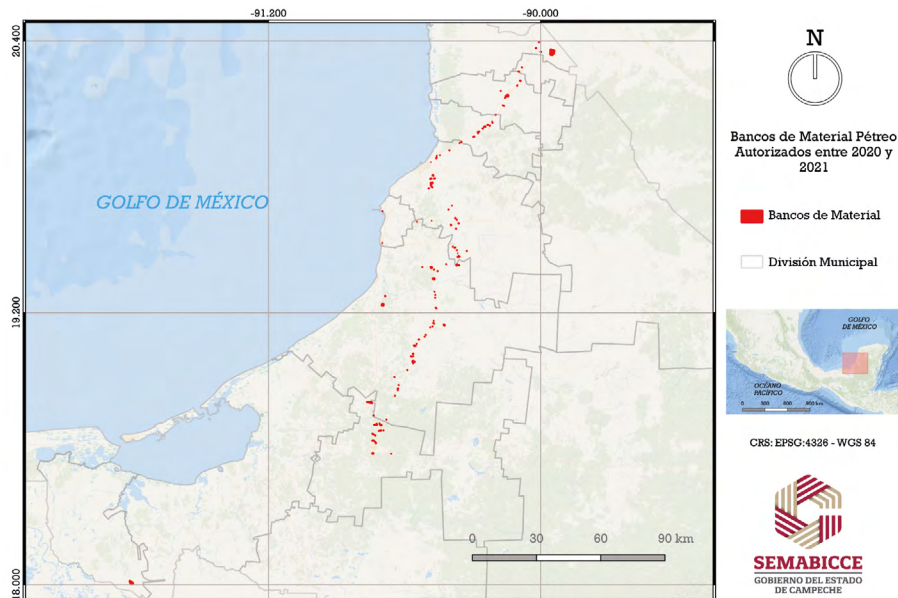 -91.200
-90.000
20.400
19.200
18.000
GOLFO DE MÉXICO
0 30 60 90 km
N
Bancos de Material Pétreo
Autorizados entre 2020 y
2021
Bancos de Material
División Municipal
GOLFO
DE MÉXICO
OCÉANO
PACÍFICO
CRS: EPSG:4326 - WGS 84
SEMABICCE
GOBIERNO DEL ESTADO
DE CAMPECHE